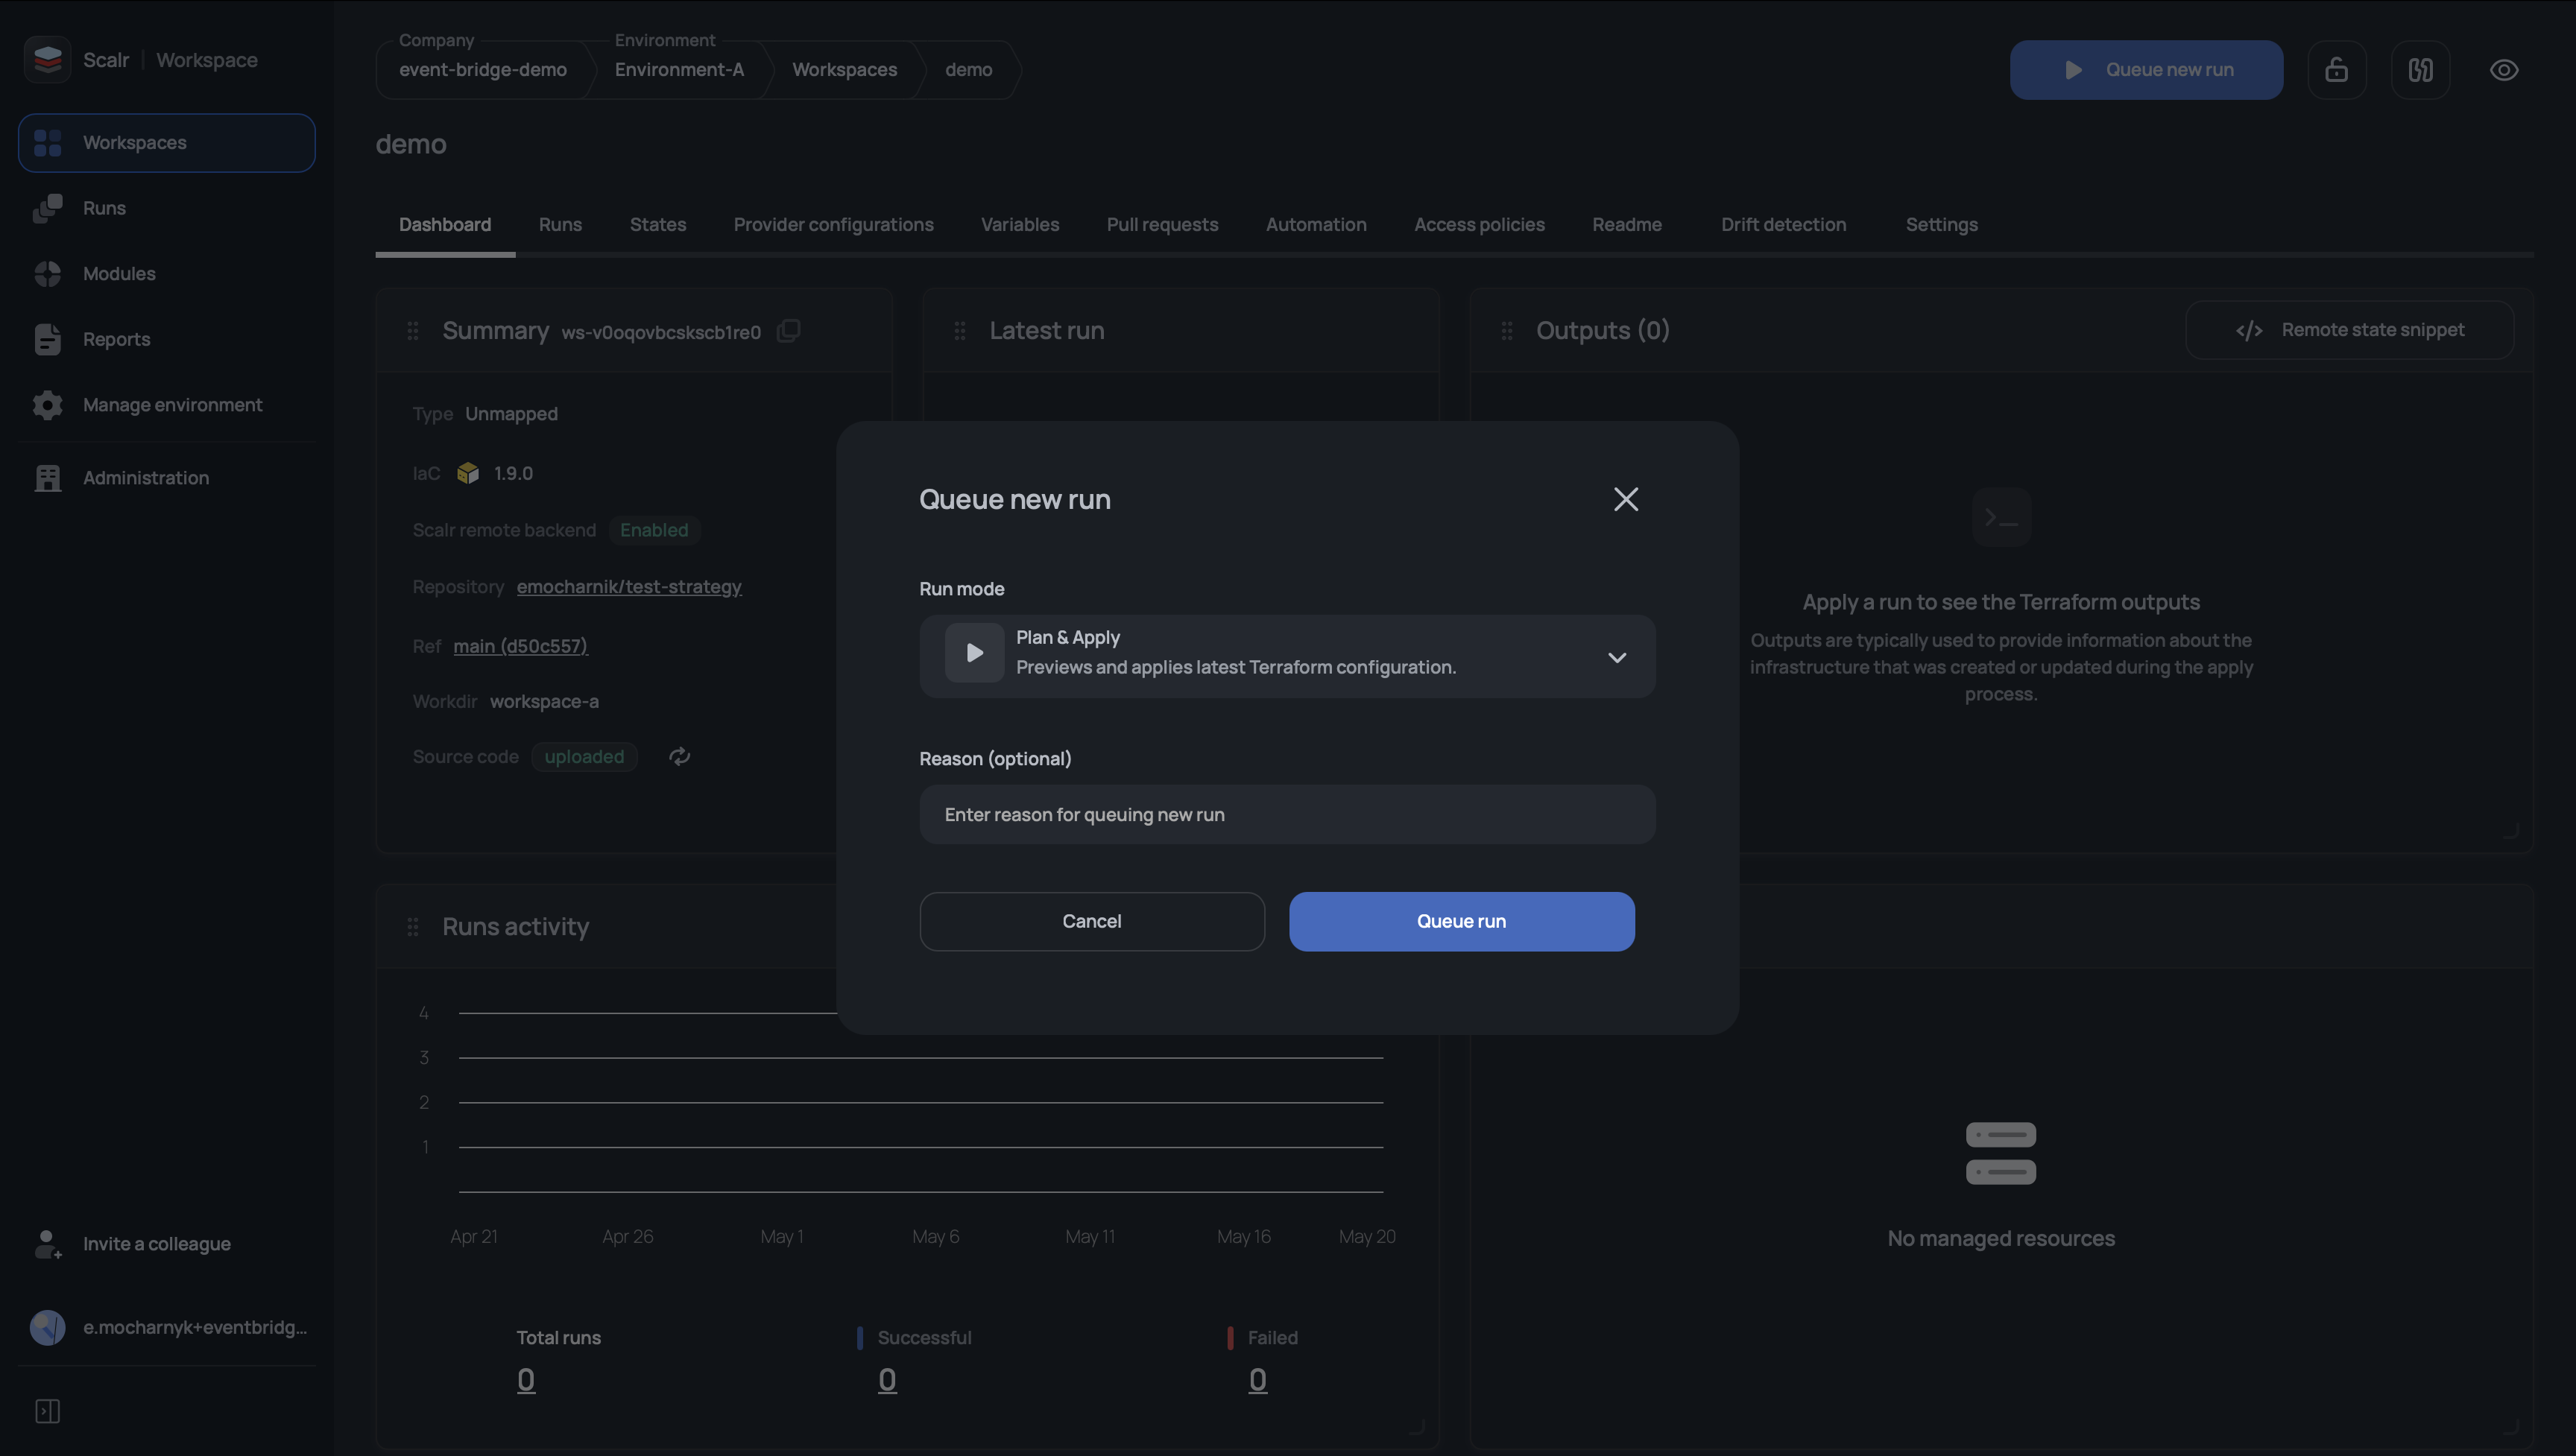 Scalr | Workspace
Workspaces
Runs
Modules
Reports
Manage environment
Administration
Invite a colleague
e.mocharnyk+eventbridg...
Company
event-bridge-demo
Environment
Environment-A
Workspaces
demo
Queue new run
demo
Dashboard
Runs
States
Provider configurations
Variables
Pull requests
Automation
Access policies
Readme
Drift detection
Settings
Summary ws-v0oqovbcskscb1re0
Type Unmapped
IaC 1.9.0
Scalr remote backend Enabled
Repository emocharnik/test-strategy
Ref main (d50c557)
Workdir workspace-a
Source code uploaded
Latest run
Outputs (0)
</> Remote state snippet
Apply a run to see the Terraform outputs
Outputs are typically used to provide information about the
infrastructure that was created or updated during the apply
process.
Queue new run
Run mode
Plan & Apply
Previews and applies latest Terraform configuration.
Reason (optional)
Enter reason for queuing new run
Cancel
Queue run
Runs activity
4
3
2
1
Apr 21
Apr 26
May 1
May 6
May 11
May 16
May 20
Total runs
0
Successful
0
Failed
0
No managed resources